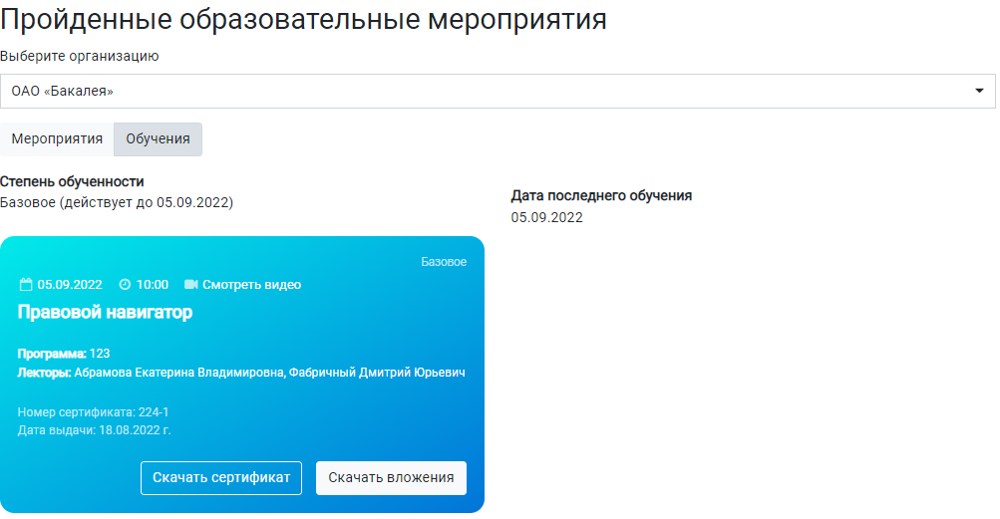 Пройденные образовательные мероприятия
Выберите организацию
ОАО «Бакалея»
Мероприятия Обучения
Степень обученности
Базовое (действует до 05.09.2022)
Дата последнего обучения
05.09.2022
Базовое
05.09.2022 10:00 Смотреть видео
Правовой навигатор
Программа: 123
Лекторы: Абрамова Екатерина Владимировна, Фабричный Дмитрий Юрьевич
Номер сертификата: 224-1
Дата выдачи: 18.08.2022 г.
Скачать сертификат Скачать вложения